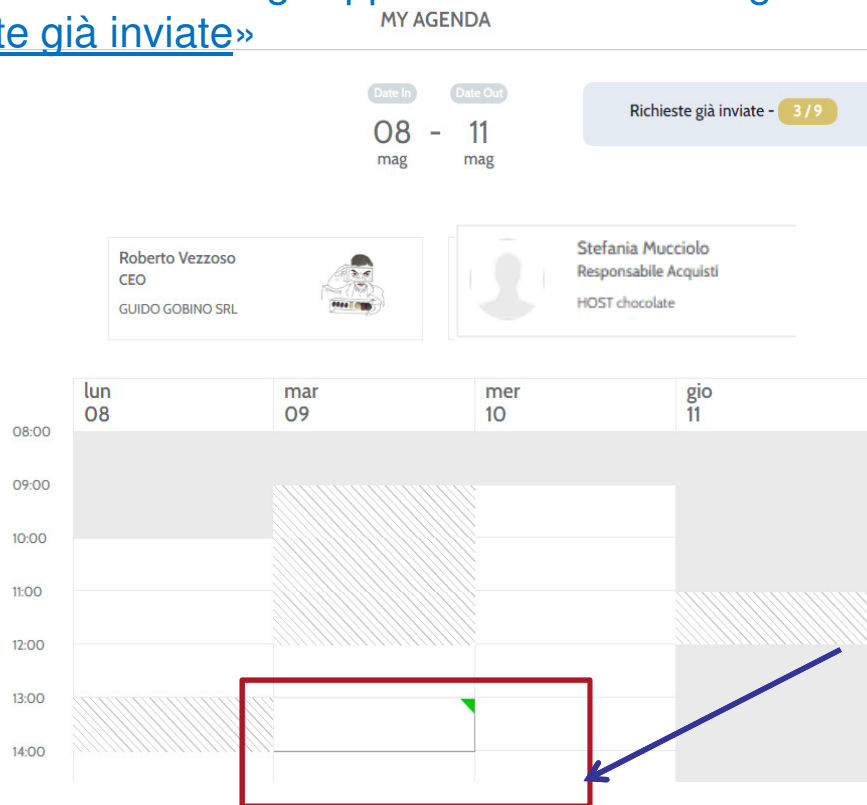 MY AGENDA
te già inviate»
Date In Date Out
08 - 11
mag mag
Richieste già inviate - 3 / 9
Roberto Vezzoso
CEO
GUIDO GOBINO SRL
Stefania Mucciolo
Responsabile Acquisti
HOST chocolate
lun mar mer gio
08 09 10 11
08:00
09:00
10:00
11:00
12:00
13:00
14:00